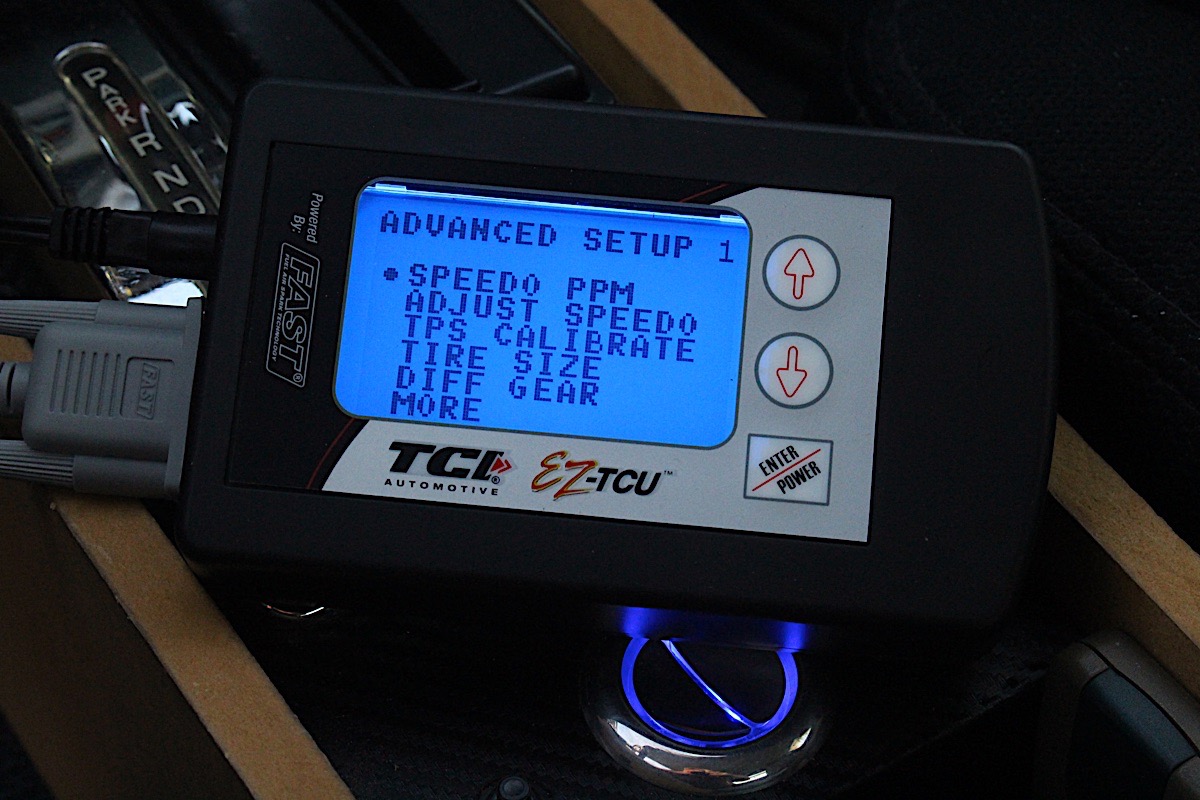 PARK
R
N
D
Powered
By:
FAST®
FUEL AIR SPARK TECHNOLOGY
FAST
ADVANCED SETUP 1
•SPEEDO PPM
ADJUST SPEEDO
TPS CALIBRATE
TIRE SIZE
DIFF GEAR
MORE
TCI®
AUTOMOTIVE
EZ-TCU™
ENTER
POWER